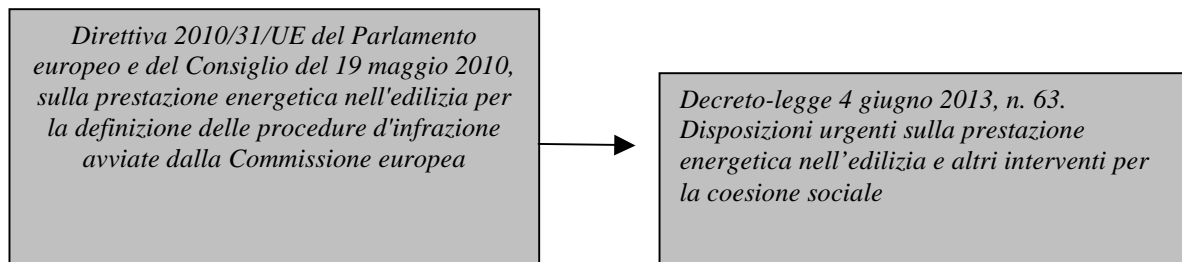 Direttiva 2010/31/UE del Parlamento
europeo e del Consiglio del 19 maggio 2010,
sulla prestazione energetica nell'edilizia per
la definizione delle procedure d'infrazione
avviate dalla Commissione europea
Decreto-legge 4 giugno 2013, n. 63.
Disposizioni urgenti sulla prestazione
energetica nell’edilizia e altri interventi per
la coesione sociale